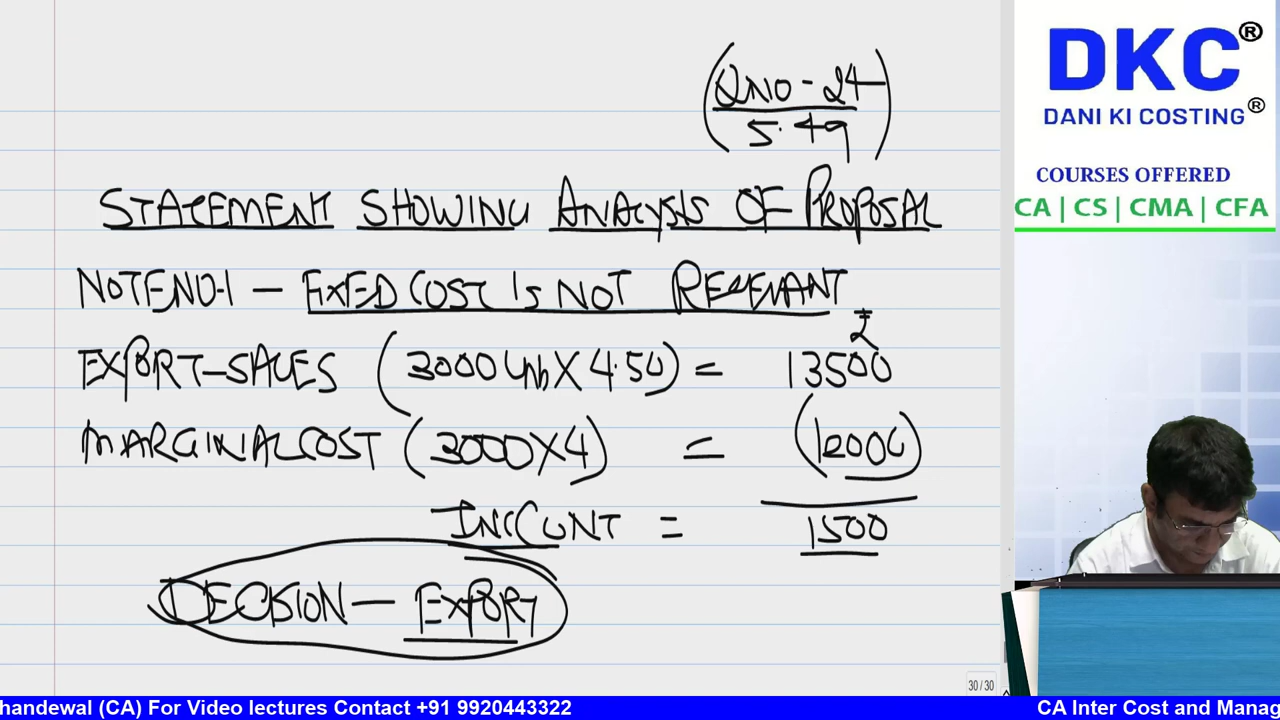 (QNO - 24
5.49)
STATEMENT SHOWING ANALYSIS OF PROPOSAL
NOTE NO-1 — FIXED COST IS NOT RELEVANT
₹
EXPORT-SALES (3000 Units X 4.50) = 13500
MARGINAL COST (3000 X 4) = (12000)
INC CONT = 1500
DECISION — EXPORT
30 / 30
DKC®
DANI KI COSTING®
COURSES OFFERED
CA | CS | CMA | CFA
handewal (CA) For Video lectures Contact +91 9920443322
CA Inter Cost and Manag